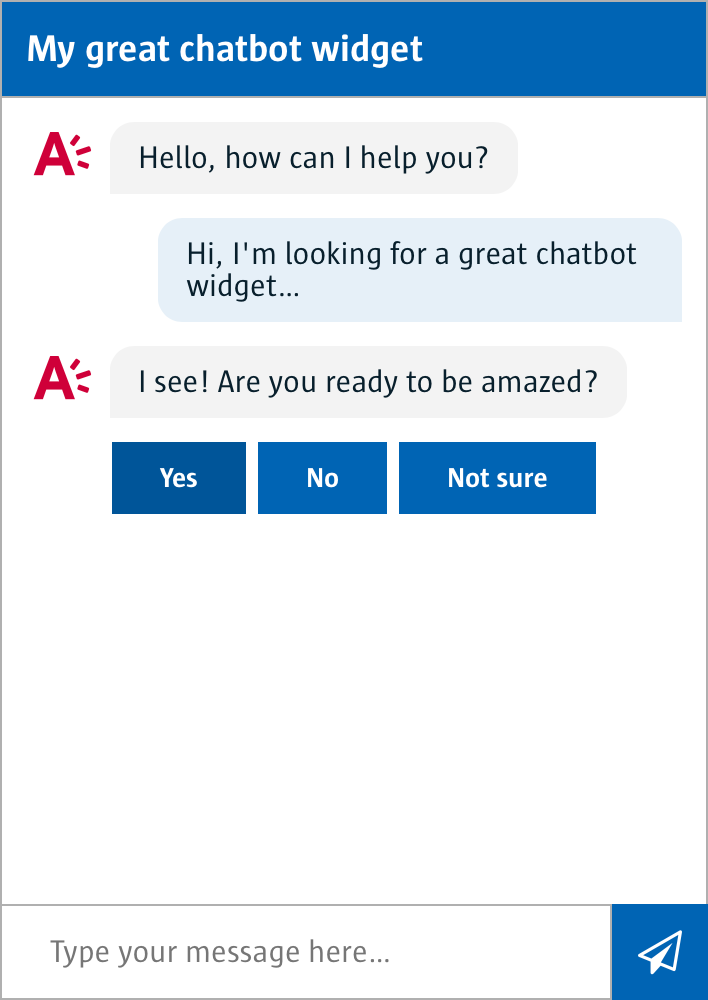 My great chatbot widget
A
Hello, how can I help you?
Hi, I'm looking for a great chatbot
widget...
A
I see! Are you ready to be amazed?
Yes No Not sure
Type your message here...